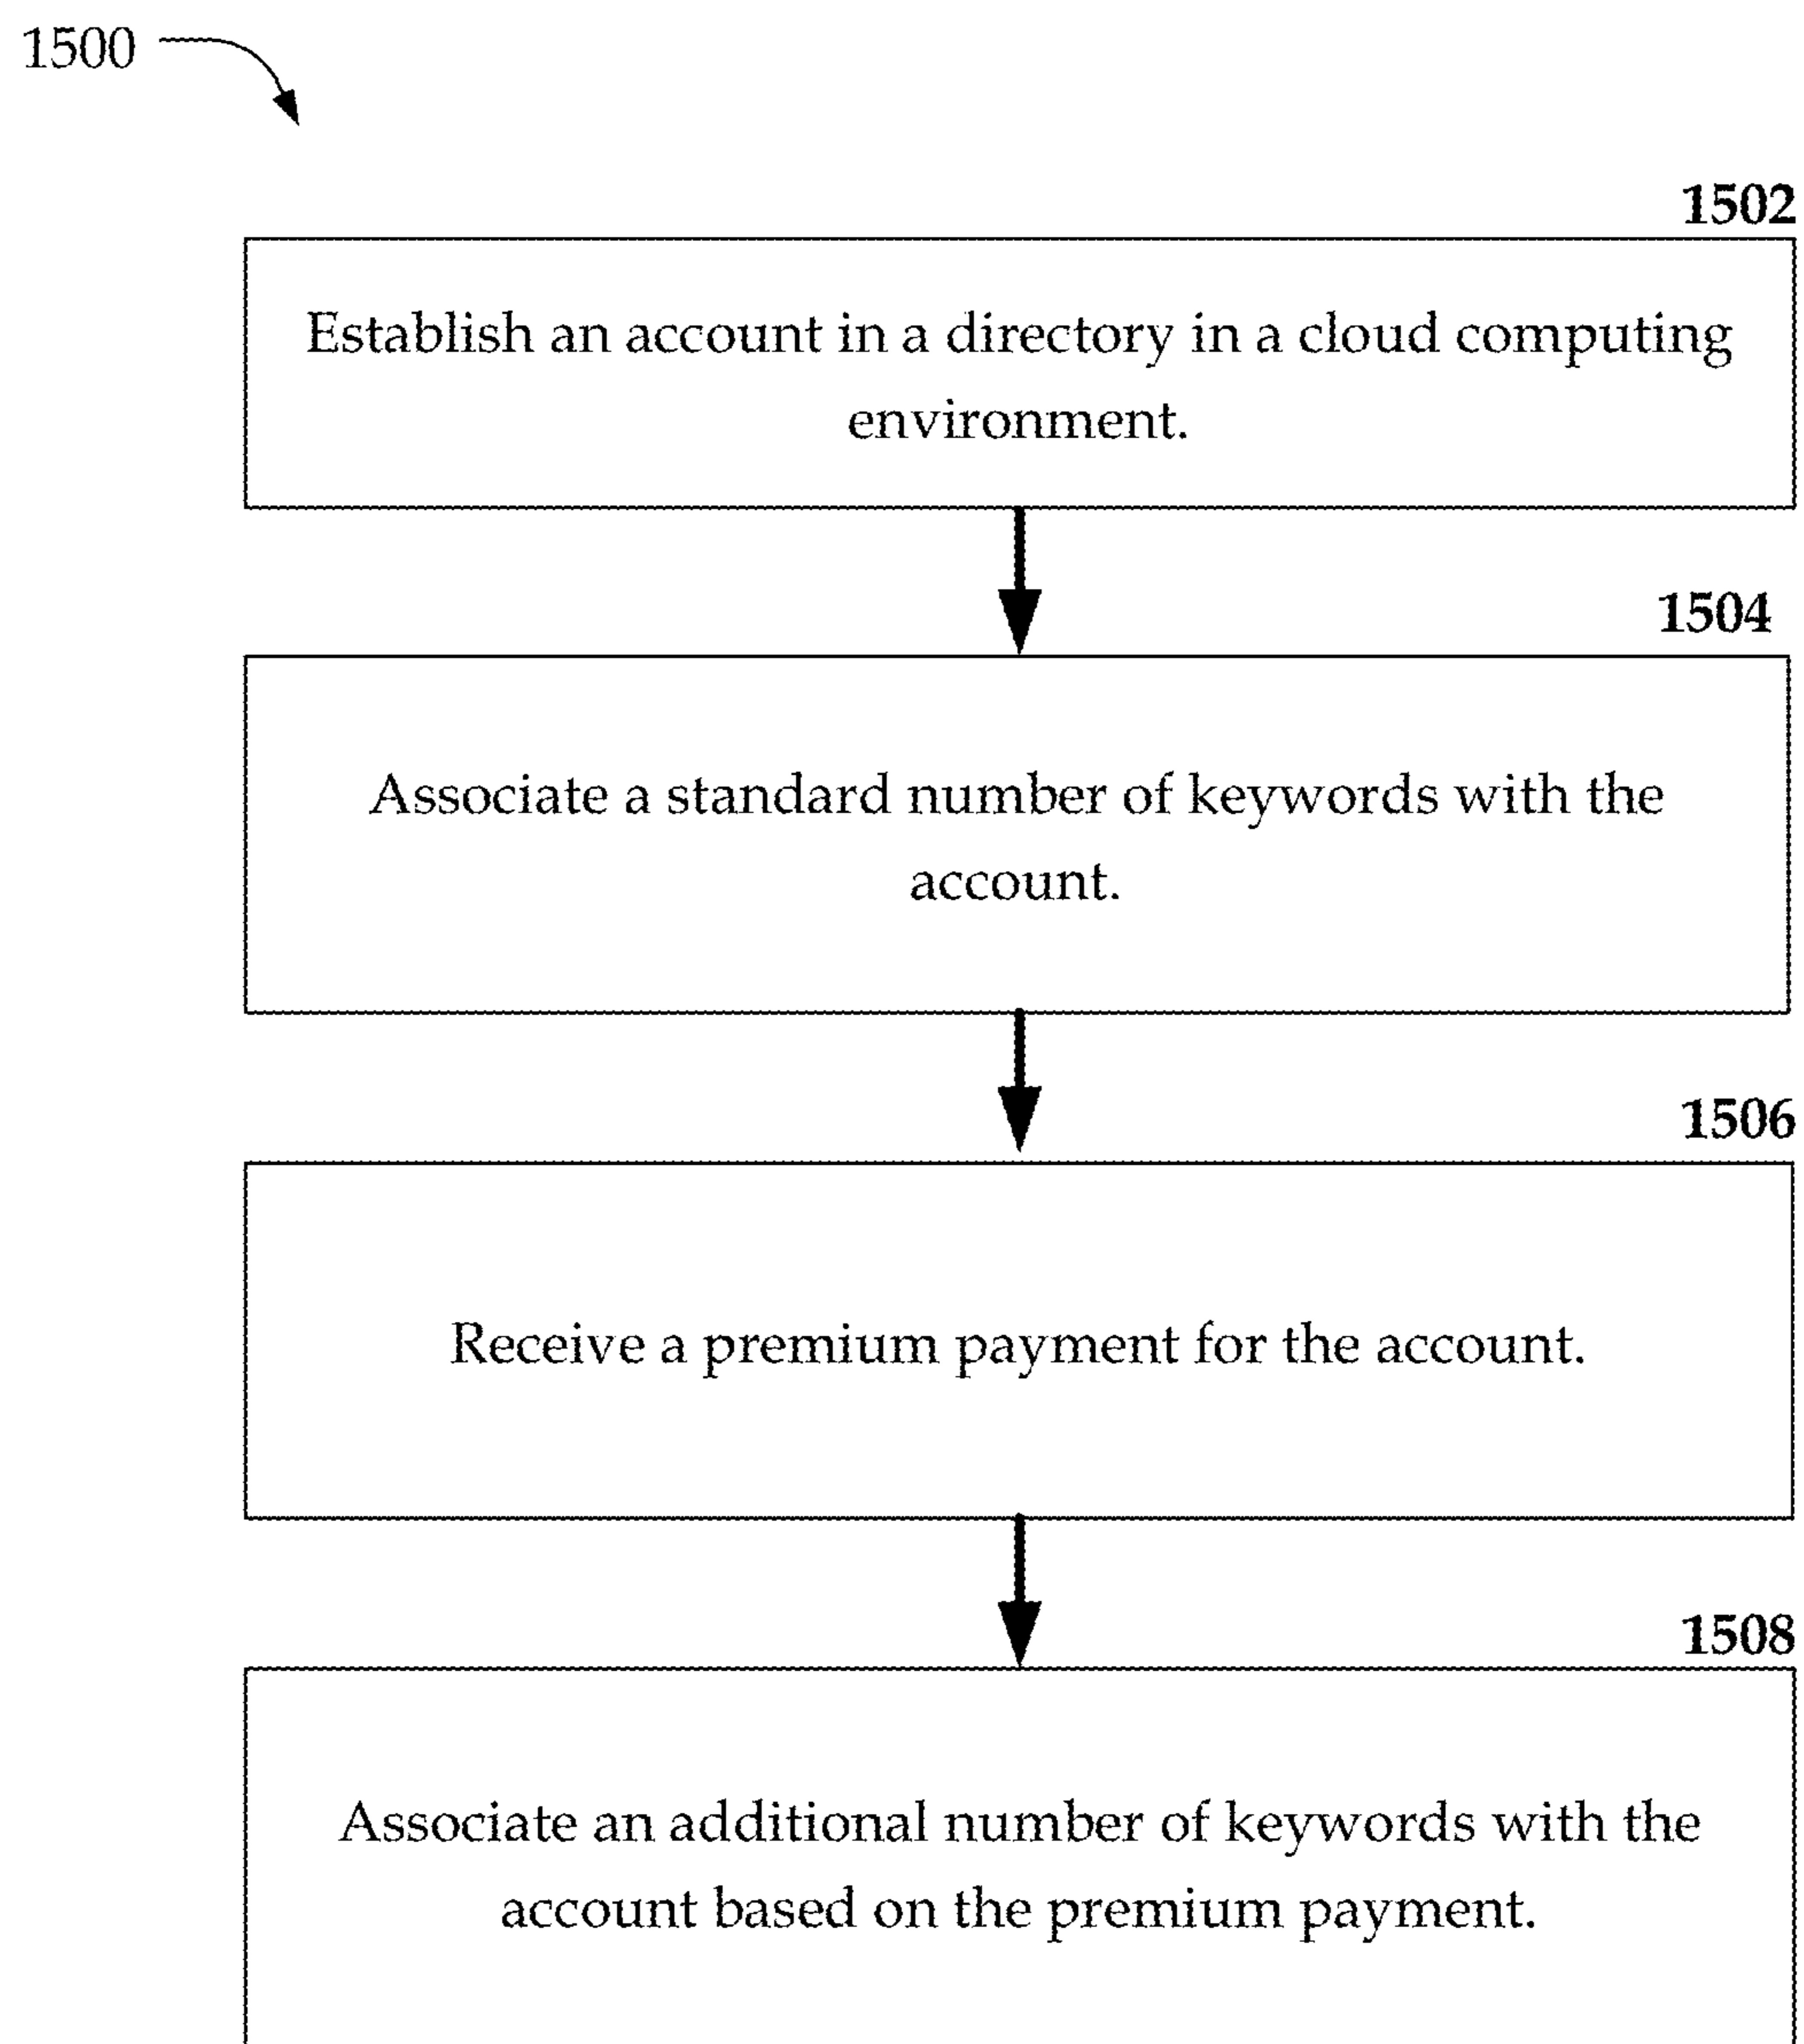 1500
1502
Establish an account in a directory in a cloud computing
environment.
1504
Associate a standard number of keywords with the
account.
1506
Receive a premium payment for the account.
1508
Associate an additional number of keywords with the
account based on the premium payment.